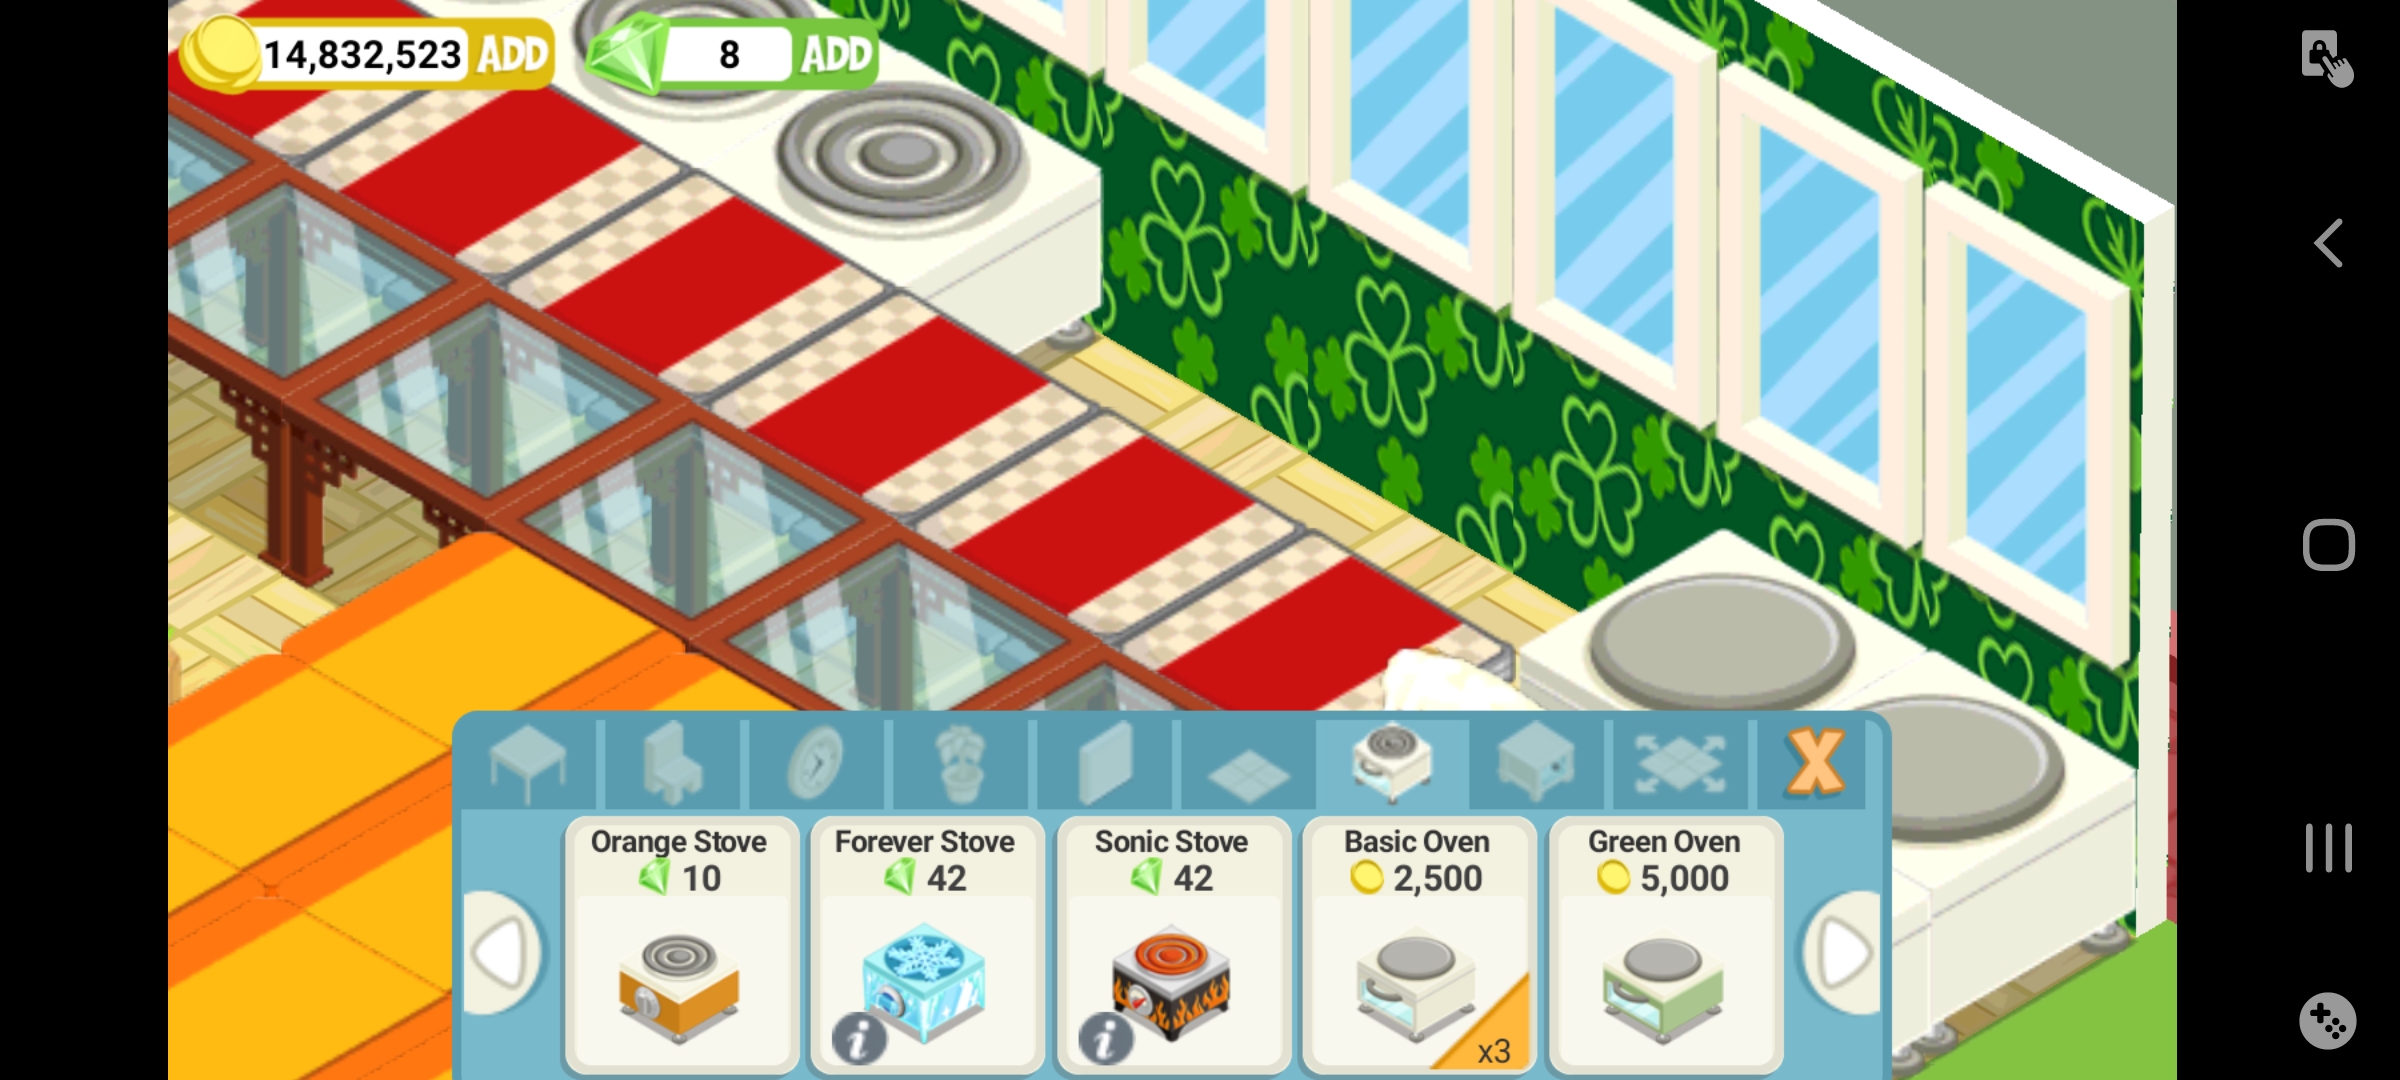 14,832,523 ADD
8 ADD
Orange Stove
10
Forever Stove
42
Sonic Stove
42
Basic Oven
2,500
x3
Green Oven
5,000